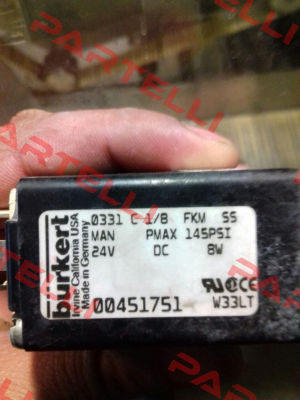 PARTELLI
PARTELLI
PARTELLI
PARTELLI
burkert
Irvine California USA
Made in Germany
0331 C 1/8 FKM SS
MAN PMAX 145PSI
24V DC 8W
00451751
W33LT